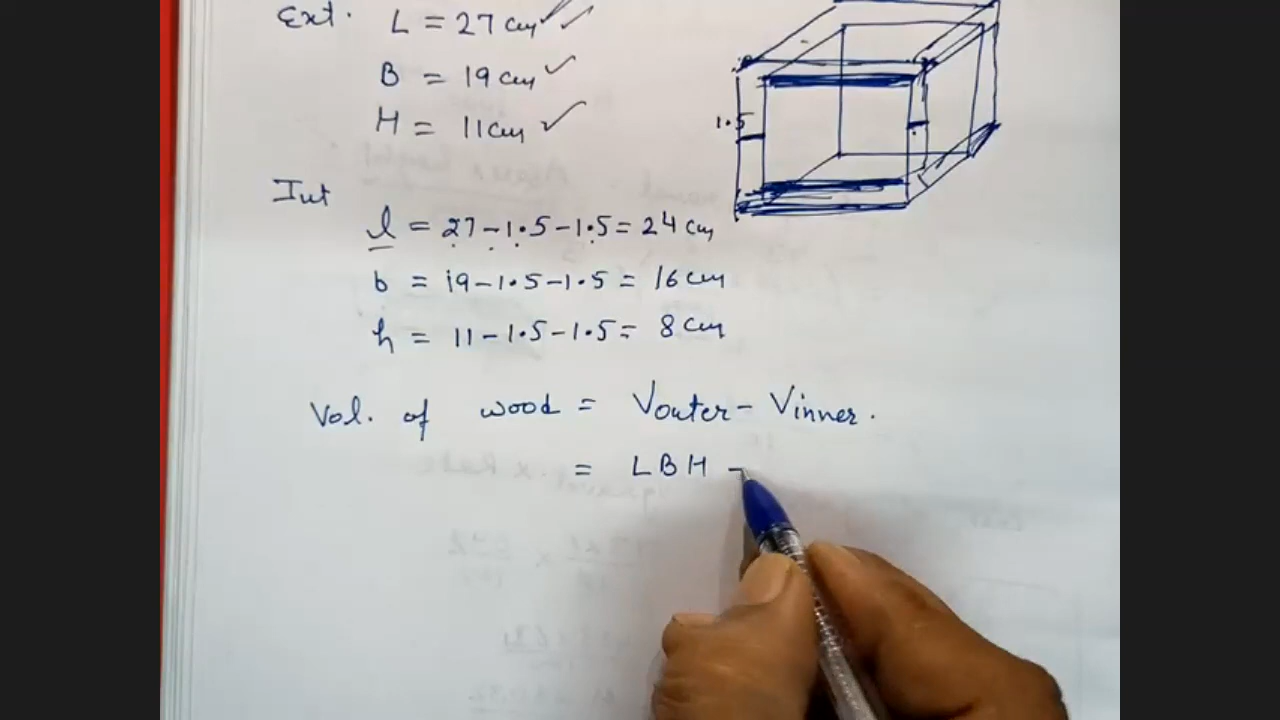 Ext. L = 27 cm
B = 19 cm
H = 11 cm
1.5
Int
l = 27 - 1.5 - 1.5 = 24 cm
b = 19 - 1.5 - 1.5 = 16 cm
h = 11 - 1.5 - 1.5 = 8 cm
Vol. of wood = Vouter - Vinner.
= LBH -